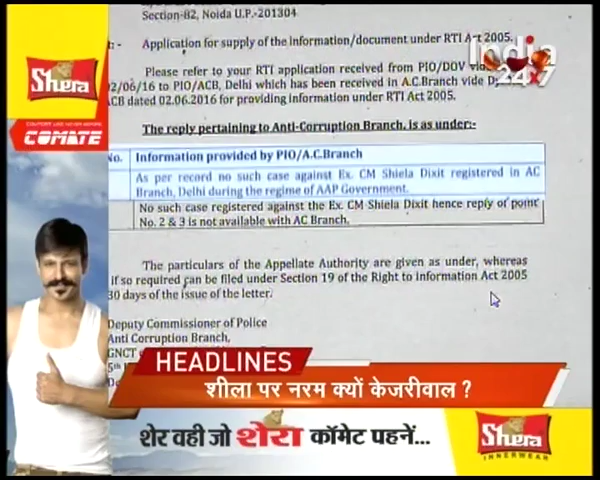 Section-82, Noida U.P.-201304
Application for supply of the information/document under RTI Act 2005.
India
24x7
Please refer to your RTI application received from PIO/DOV
02/06/16 to PIO/ACB, Delhi which has been received in A.C.Branch vide
ACB dated 02.06.2016 for providing information under RTI Act 2005.
The reply pertaining to Anti-Corruption Branch, is as under:-
No. Information provided by PIO/A.C.Branch
As per record no such case against Ex. CM Shiela Dixit registered in AC
Branch, Delhi during the regime of AAP Government.
No such case registered against the Ex. CM Shiela Dixit hence reply of point
No. 2 & 3 is not available with AC Branch.
The particulars of the Appellate Authority are given as under, whereas
if so required can be filed under Section 19 of the Right to Information Act 2005
30 days of the issue of the letter.
Deputy Commissioner of Police
Anti Corruption Branch,
GNCT
5th
Shera
COMATE
HEADLINES
शीला पर नरम क्यों केजरीवाल ?
शेर वही जो शेरा कॉमेट पहनें...
Shera
INNERWEAR